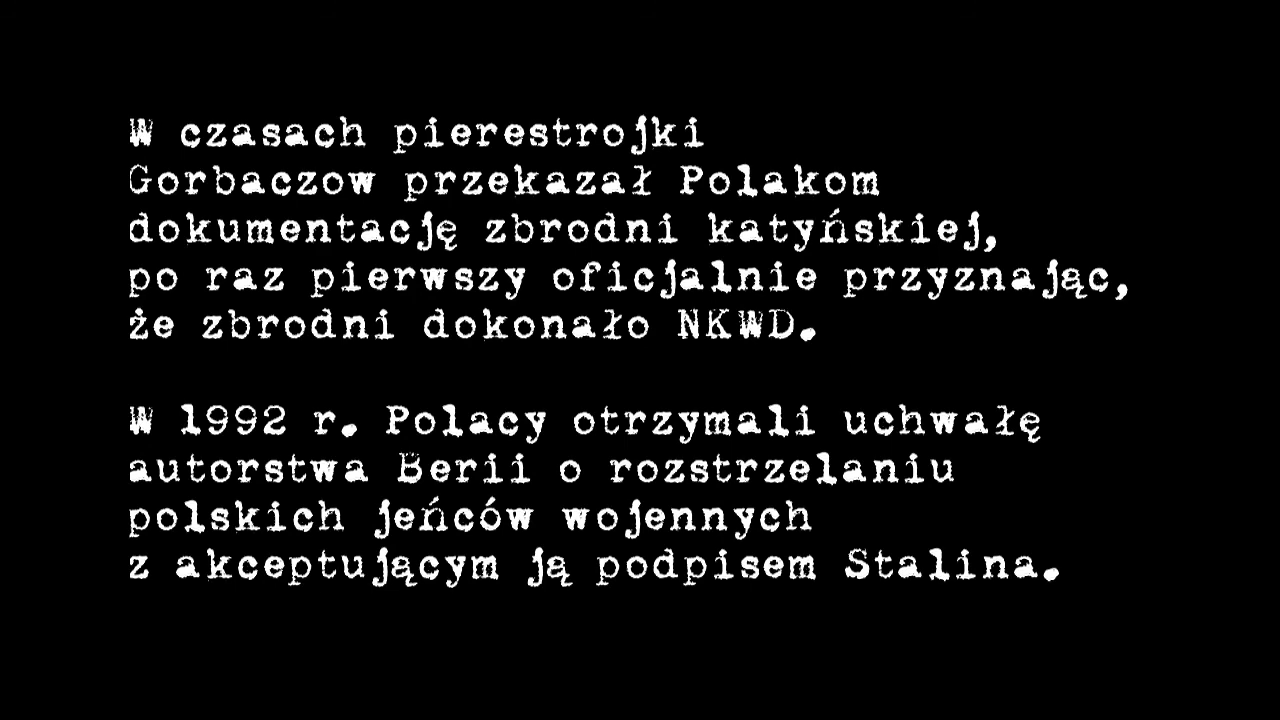 W czasach pierestrojki
Gorbaczow przekazał Polakom
dokumentację zbrodni katyńskiej,
po raz pierwszy oficjalnie przyznając,
że zbrodni dokonało NKWD.
W 1992 r. Polacy otrzymali uchwałę
autorstwa Berii o rozstrzelaniu
polskich jeńców wojennych
z akceptującym ją podpisem Stalina.